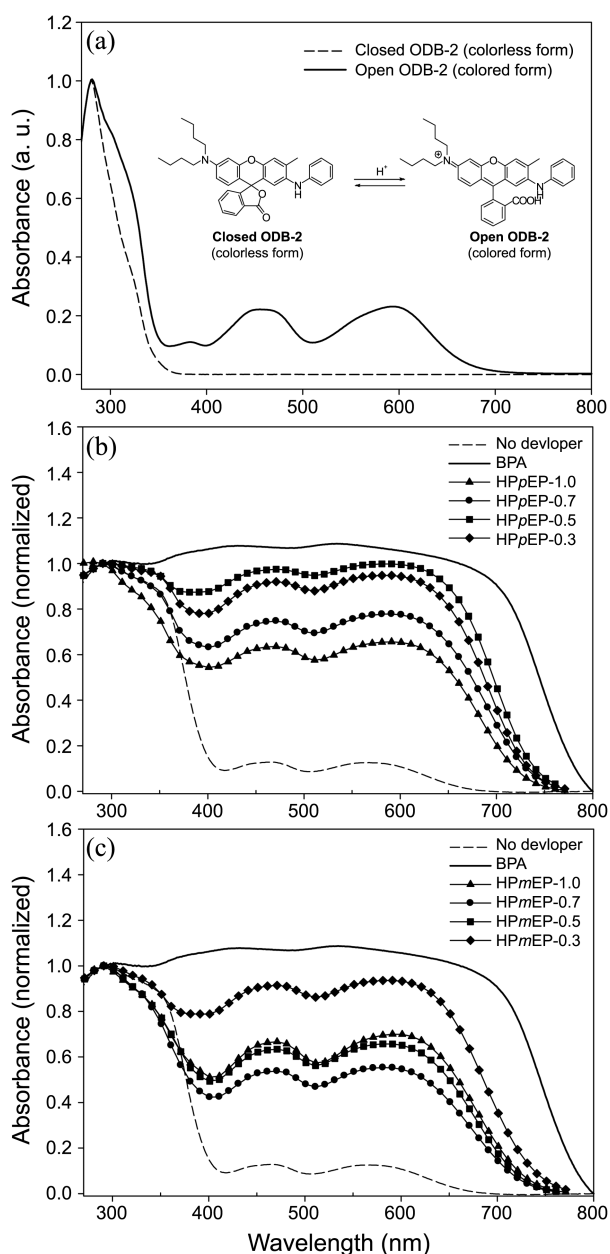 (a)
Closed ODB-2 (colorless form)
Open ODB-2 (colored form)
N
O
NH
O
O
Closed ODB-2
(colorless form)
H+
⊕
N
O
NH
COOH
Open ODB-2
(colored form)
Absorbance (a. u.)
1.2
1.0
0.8
0.6
0.4
0.2
0.0
300 400 500 600 700 800
(b)
No devloper
BPA
HPpEP-1.0
HPpEP-0.7
HPpEP-0.5
HPpEP-0.3
Absorbance (normalized)
1.6
1.4
1.2
1.0
0.8
0.6
0.4
0.2
0.0
300 400 500 600 700 800
(c)
No devloper
BPA
HPmEP-1.0
HPmEP-0.7
HPmEP-0.5
HPmEP-0.3
Absorbance (normalized)
1.6
1.4
1.2
1.0
0.8
0.6
0.4
0.2
0.0
300 400 500 600 700 800
Wavelength (nm)